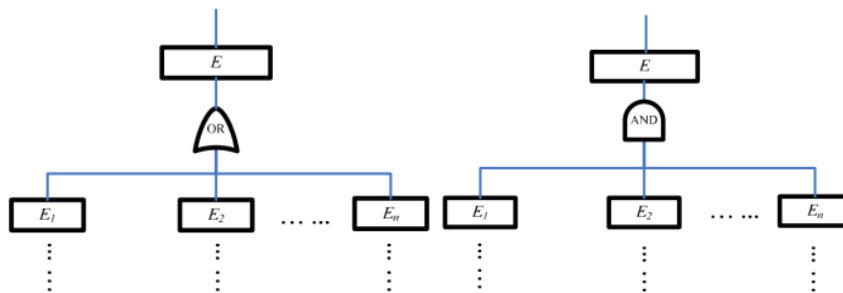 E
E
OR
AND
E1 E2 … ... En
E1 E2 … ... En